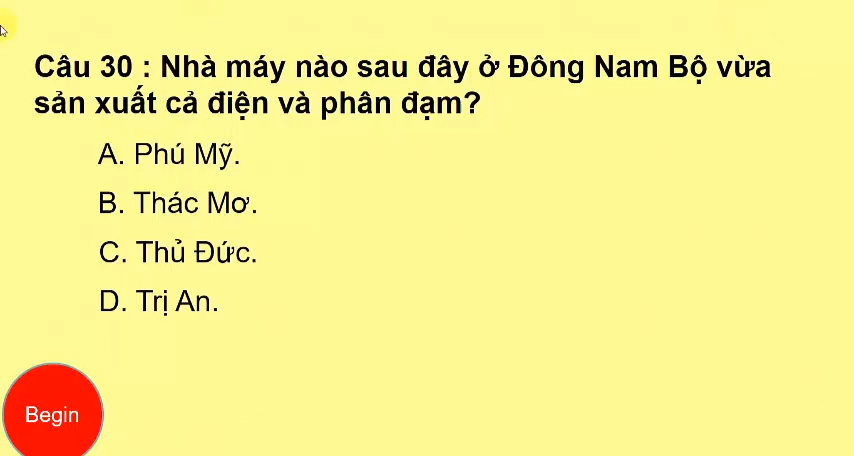 Câu 30 : Nhà máy nào sau đây ở Đông Nam Bộ vừa
sản xuất cả điện và phân đạm?
A. Phú Mỹ.
B. Thác Mơ.
C. Thủ Đức.
D. Trị An.
Begin